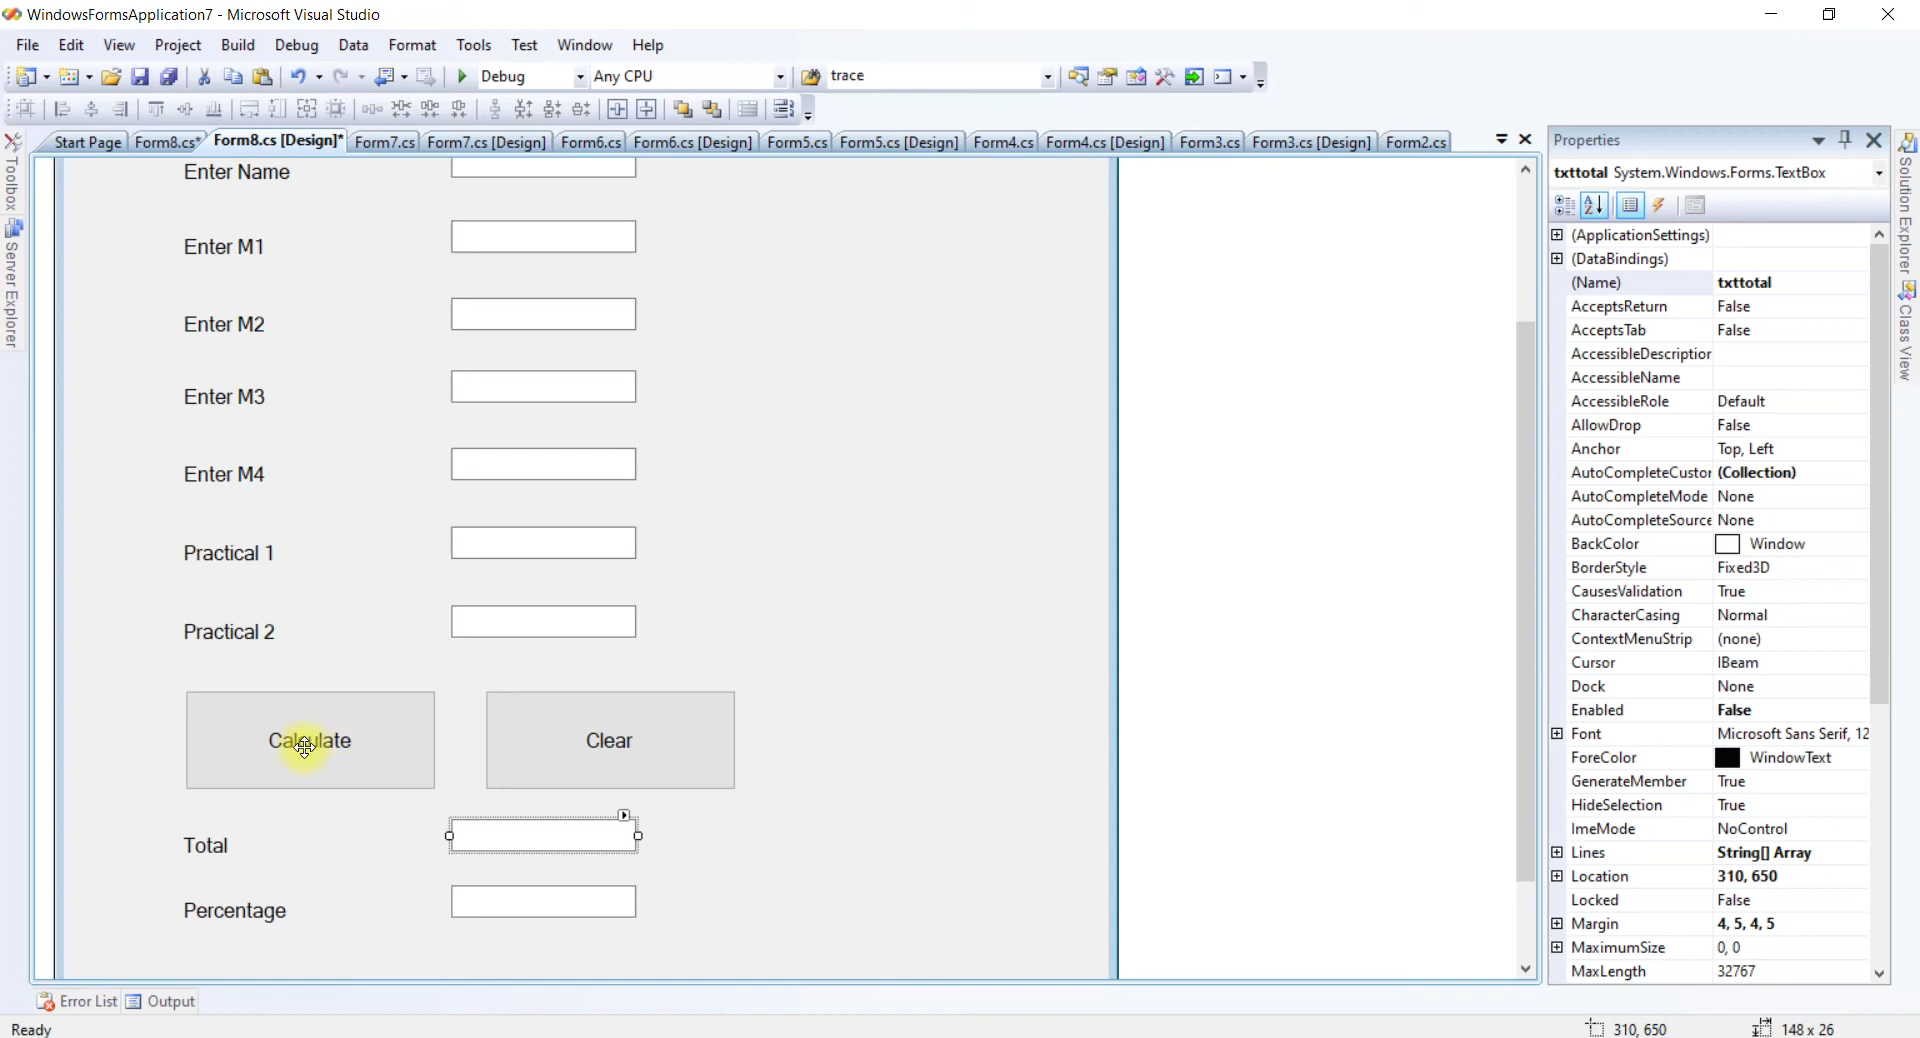 WindowsFormsApplication7 - Microsoft Visual Studio
File Edit View Project Build Debug Data Format Tools Test Window Help
Debug Any CPU trace
Start Page Form8.cs* Form8.cs [Design]* Form7.cs Form7.cs [Design] Form6.cs Form6.cs [Design] Form5.cs Form5.cs [Design] Form4.cs Form4.cs [Design] Form3.cs Form3.cs [Design] Form2.cs
Toolbox
Server Explorer
Enter Name
Enter M1
Enter M2
Enter M3
Enter M4
Practical 1
Practical 2
Calculate Clear
Total
Percentage
Properties
txttotal System.Windows.Forms.TextBox
(ApplicationSettings)
(DataBindings)
(Name) txttotal
AcceptsReturn False
AcceptsTab False
AccessibleDescription
AccessibleName
AccessibleRole Default
AllowDrop False
Anchor Top, Left
AutoCompleteCustor (Collection)
AutoCompleteMode None
AutoCompleteSource None
BackColor Window
BorderStyle Fixed3D
CausesValidation True
CharacterCasing Normal
ContextMenuStrip (none)
Cursor IBeam
Dock None
Enabled False
Font Microsoft Sans Serif, 12
ForeColor WindowText
GenerateMember True
HideSelection True
ImeMode NoControl
Lines String[] Array
Location 310, 650
Locked False
Margin 4, 5, 4, 5
MaximumSize 0, 0
MaxLength 32767
Solution Explorer
Class View
Error List Output
Ready 310, 650 148 x 26